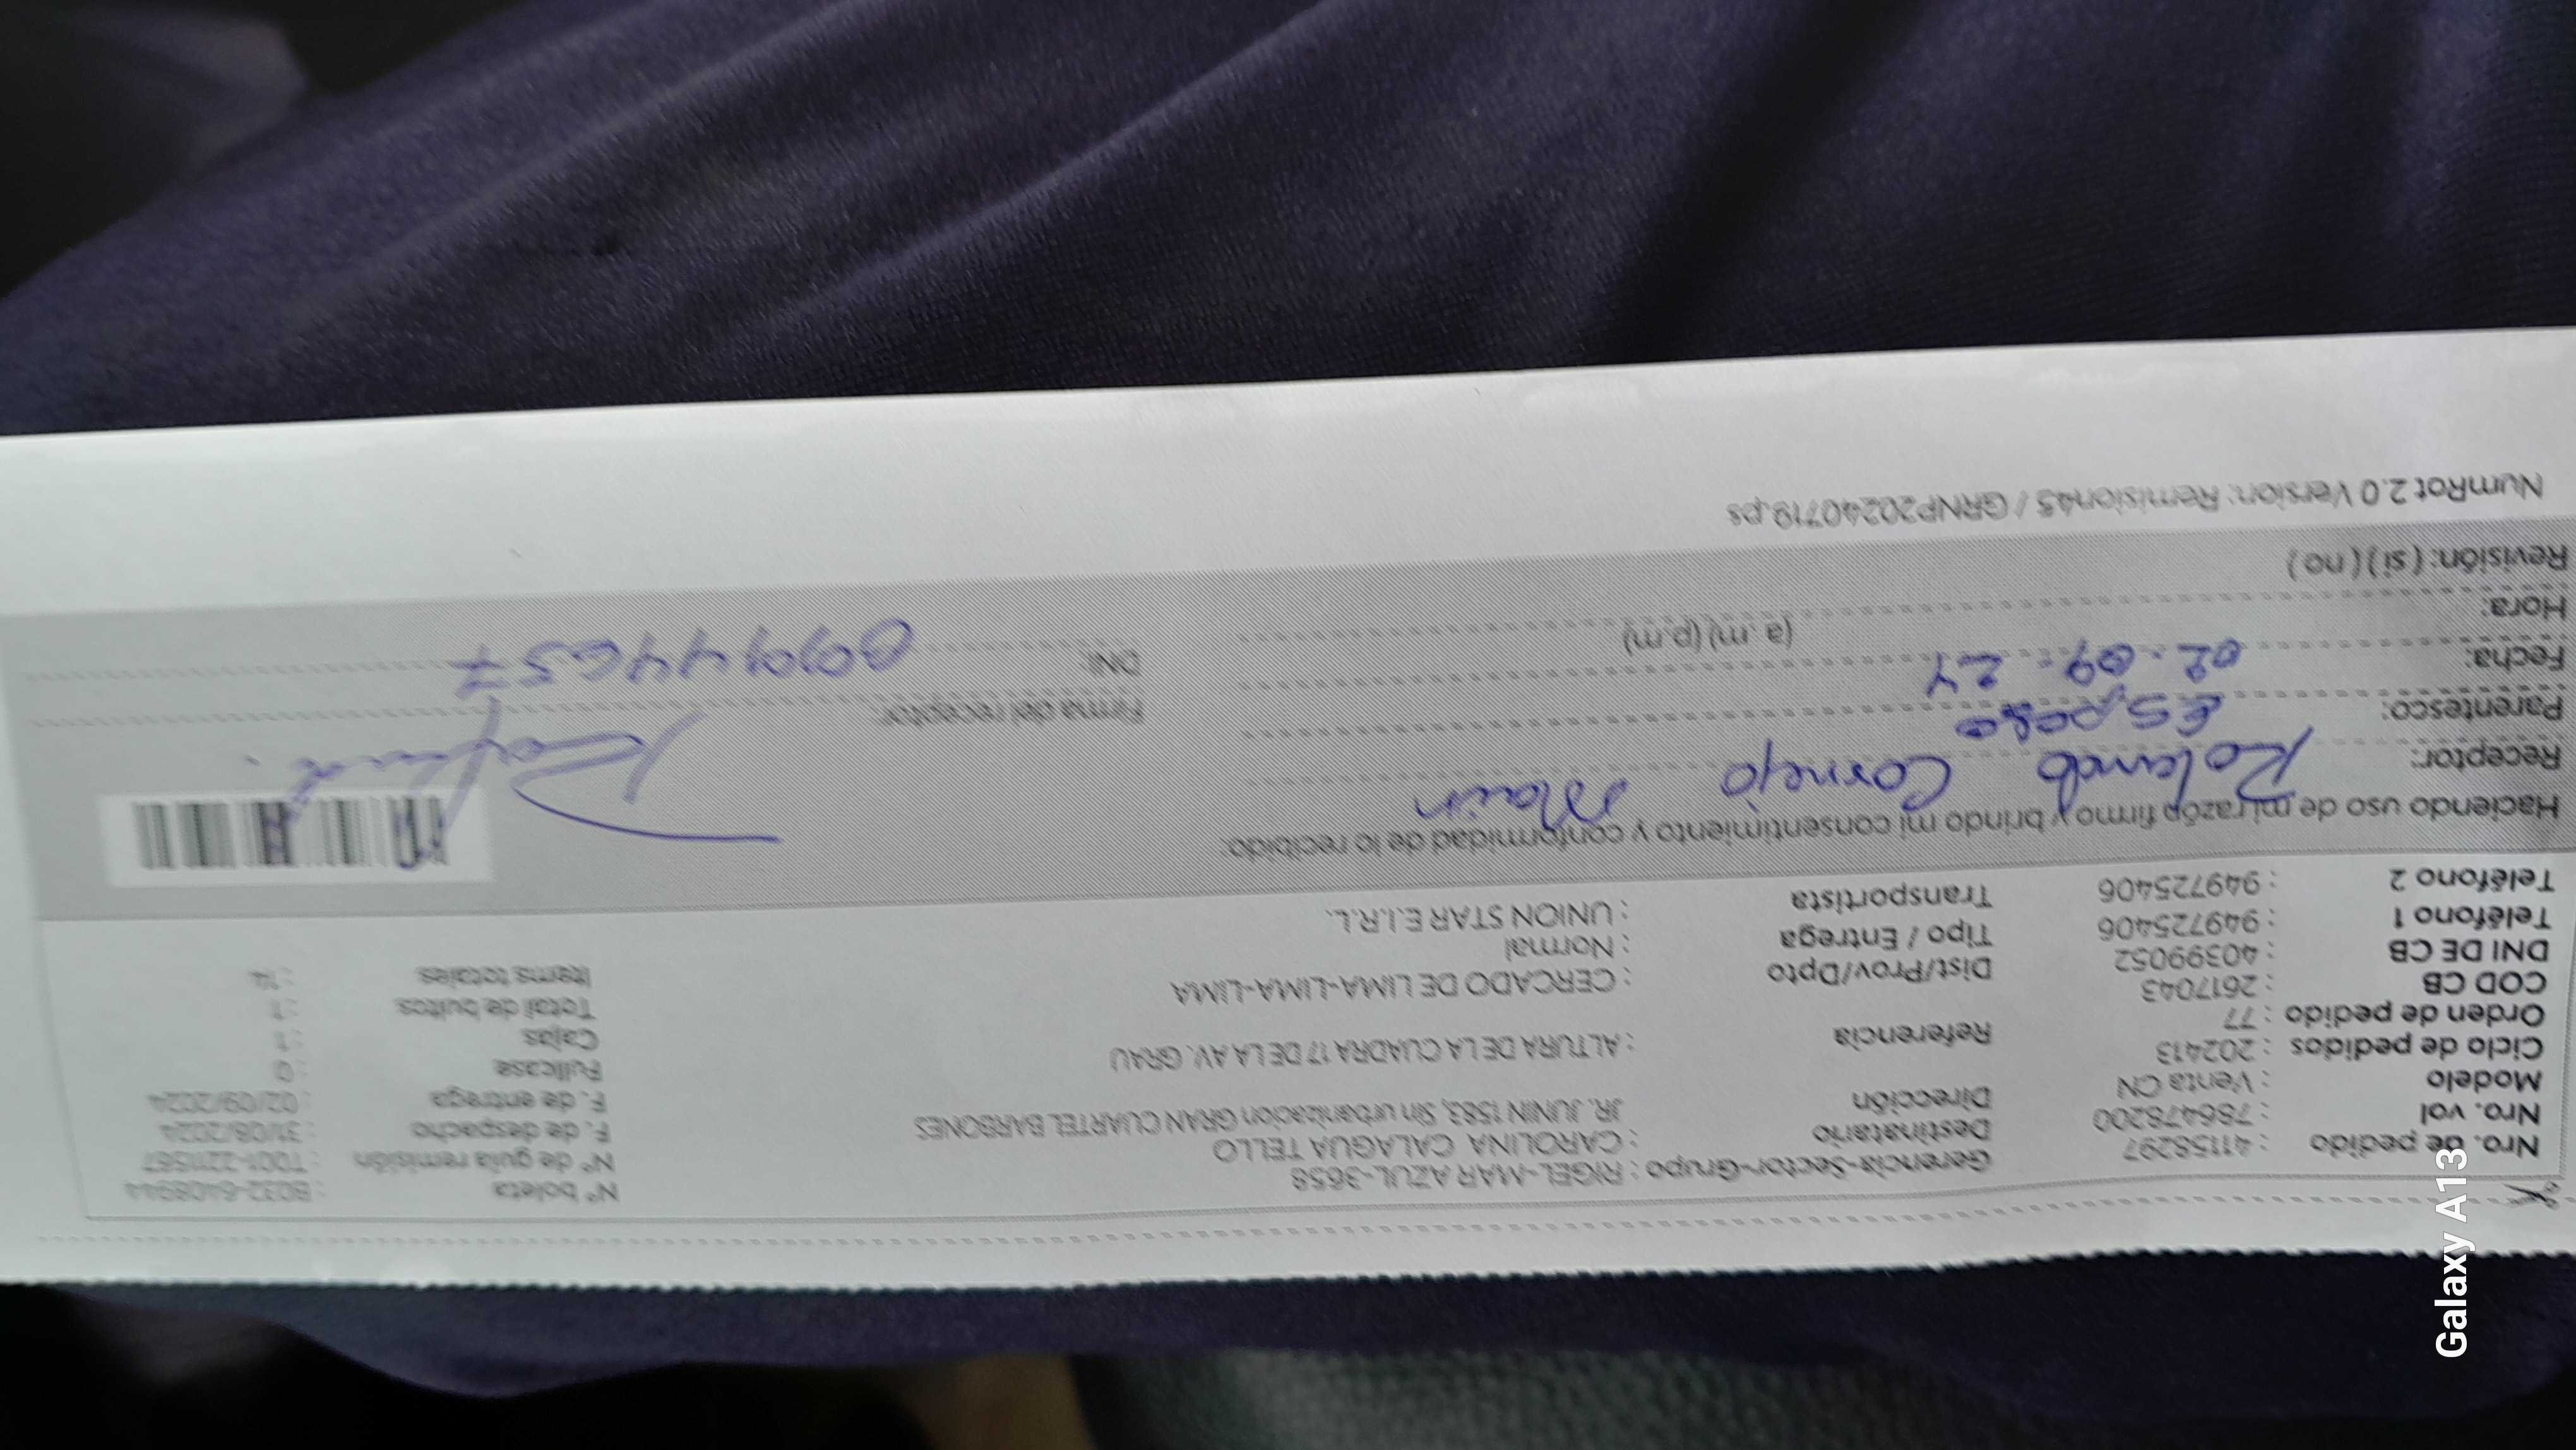 Nro. de pedido : 41158297
Nro. vol : 786478200
Modelo : Venta CN
Ciclo de pedidos : 202413
Orden de pedido : 77
COD CB : 2617043
DNI DE CB : 40399052
Teléfono 1 : 949725406
Teléfono 2 : 949725406
Gerencia-Sector-Grupo : RIGEL-MAR AZUL-3658
Destinatario : CAROLINA CALAGUA TELLO
Dirección JR. JUNIN 1583, Sin urbanizacion GRAN CUARTEL BARBONES
Referencia : ALTURA DE LA CUADRA 17 DE LA AV. GRAU
Dist/Prov/Dpto : CERCADO DE LIMA-LIMA-LIMA
Tipo / Entrega : Normal
Transportista : UNION STAR E.I.R.L.
N° boleta : B032-6408944
N° de guía remisión : T001-2211567
F. de despacho : 31/08/2024
F. de entrega : 02/09/2024
Fullcase : 0
Cajas : 1
Total de bultos : 1
Items totales : 14
Haciendo uso de mi razón firmo y brindo mi consentimiento y conformidad de lo recibido:
Receptor: Rolando Cornejo
Parentesco: Esposo
Fecha: 02.09.24
Hora: (a.m) (p.m)
Revisión: (si) (no)
Firma del receptor:
DNI:
NumRot 2.0 Version: Remision43 / GRNP20240719.ps
Galaxy A13